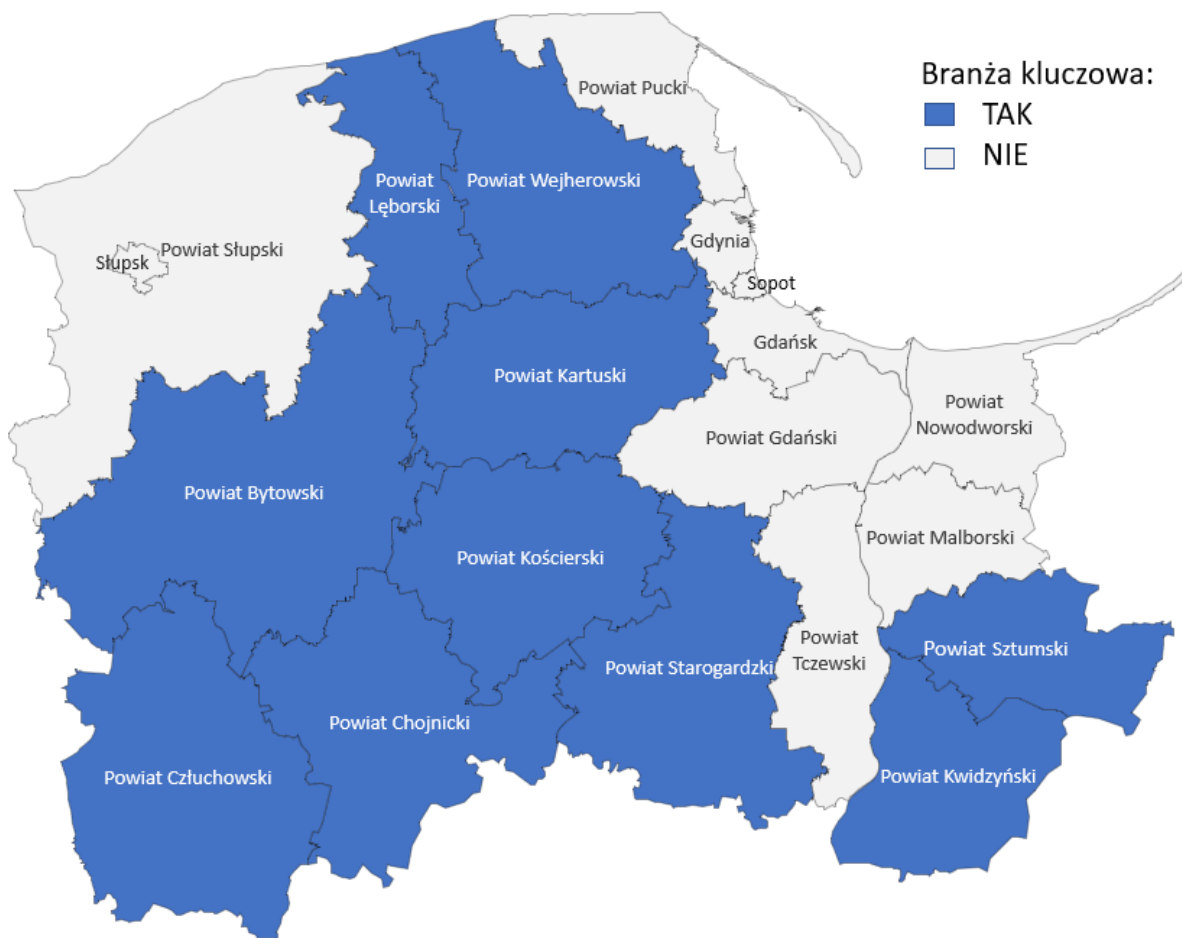 Branża kluczowa:
TAK
NIE
Powiat Pucki
Powiat
Lęborski
Powiat Wejherowski
Gdynia
Powiat Słupski
Słupsk
Sopot
Gdańsk
Powiat Kartuski
Powiat
Nowodworski
Powiat Gdański
Powiat Bytowski
Powiat Malborski
Powiat Kościerski
Powiat
Tczewski
Powiat Sztumski
Powiat Starogardzki
Powiat Chojnicki
Powiat Człuchowski
Powiat Kwidzyński